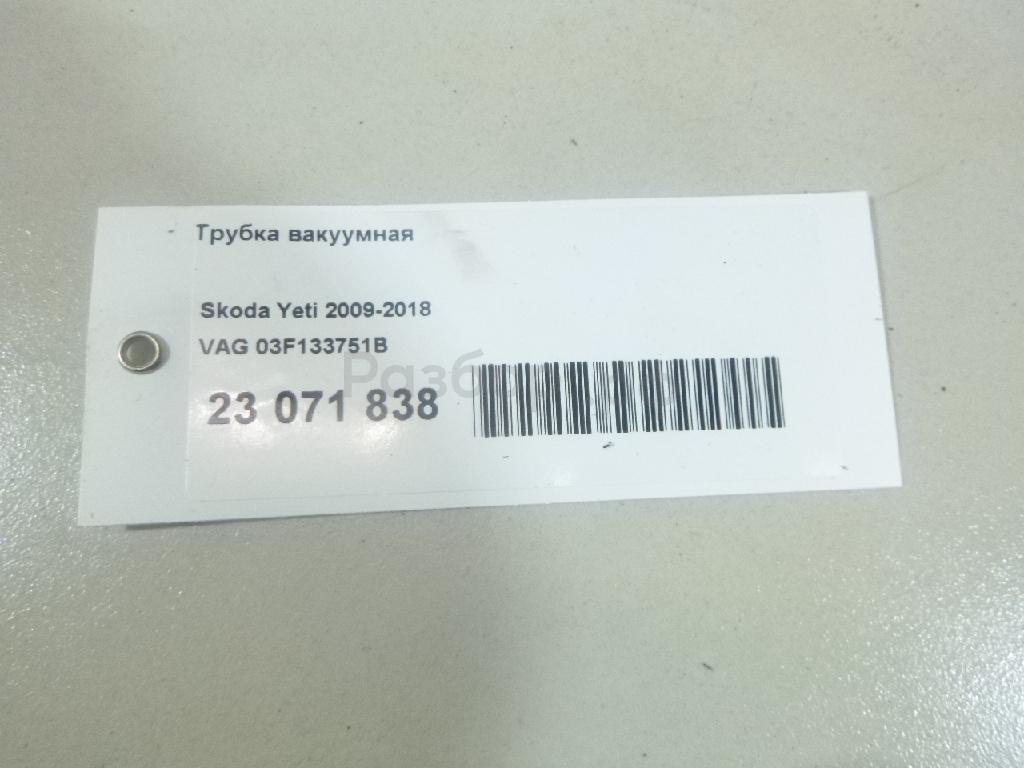 Трубка вакуумная
Skoda Yeti 2009-2018
VAG 03F133751B
23 071 838